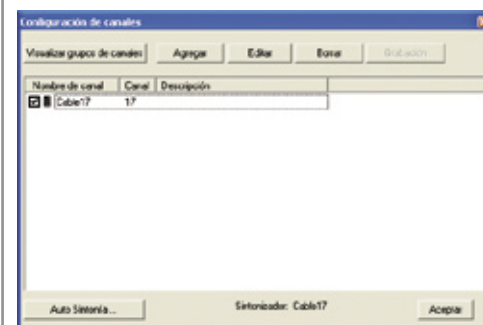 Configuración de canales
Visualizar grupos de canales Agregar Editar Borrar Grabación
Nombre de canal Canal Descripción
Cable17 17
Auto Sintonía... Sintonizador: Cable17 Aceptar